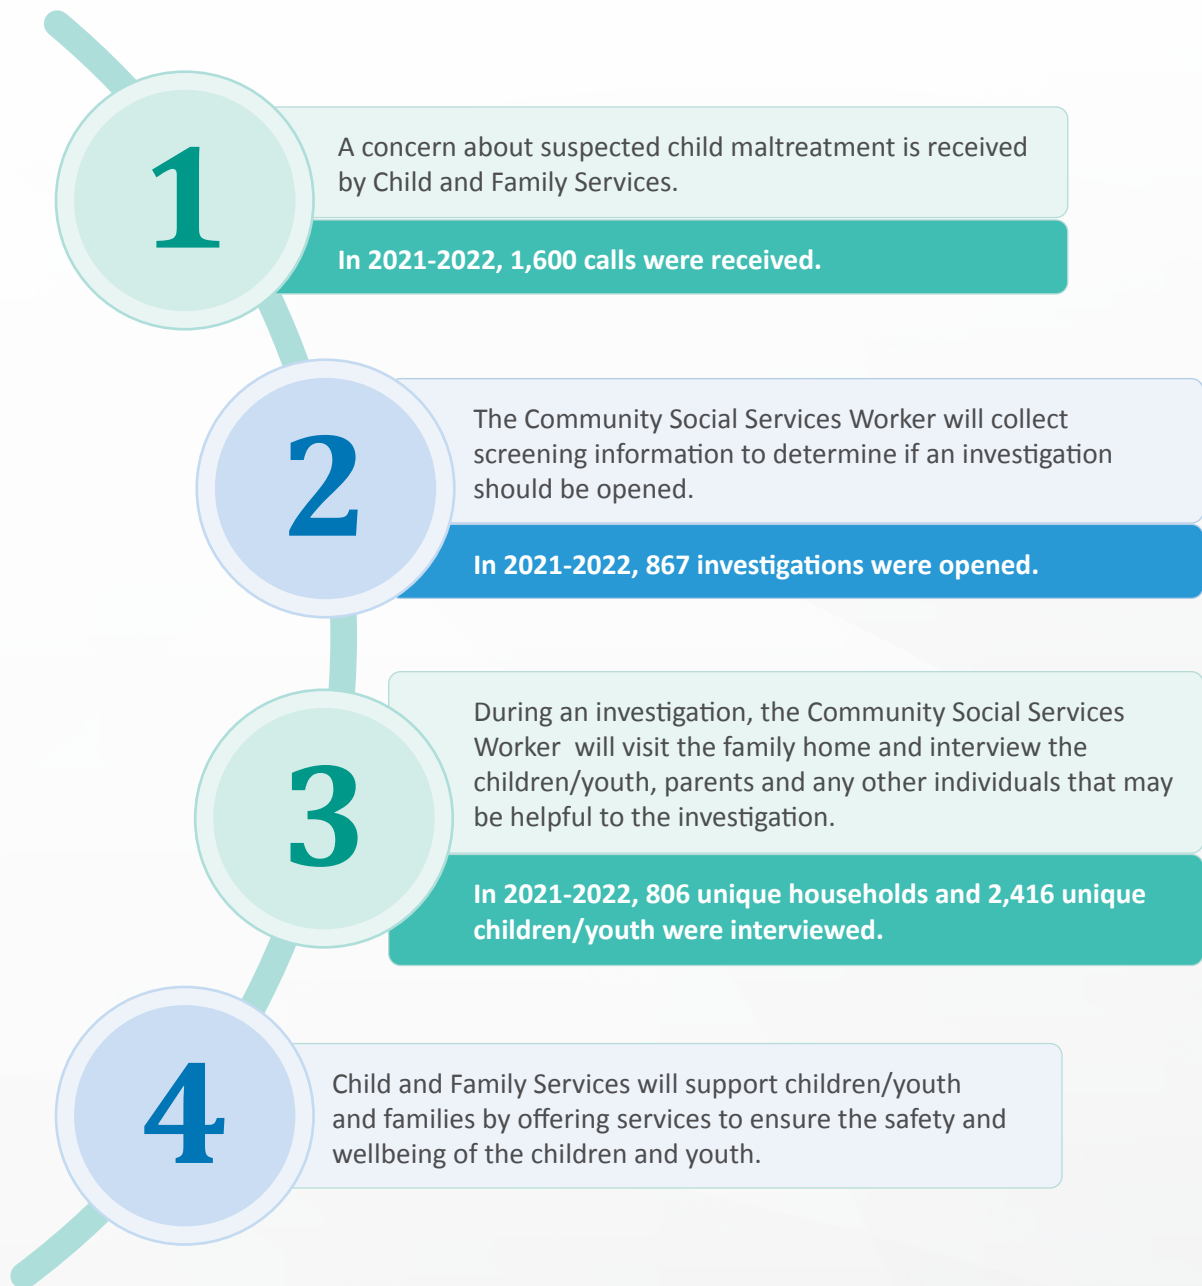 1
A concern about suspected child maltreatment is received
by Child and Family Services.
In 2021-2022, 1,600 calls were received.
2
The Community Social Services Worker will collect
screening information to determine if an investigation
should be opened.
In 2021-2022, 867 investigations were opened.
3
During an investigation, the Community Social Services
Worker  will visit the family home and interview the
children/youth, parents and any other individuals that may
be helpful to the investigation.
In 2021-2022, 806 unique households and 2,416 unique
children/youth were interviewed.
4
Child and Family Services will support children/youth
and families by offering services to ensure the safety and
wellbeing of the children and youth.